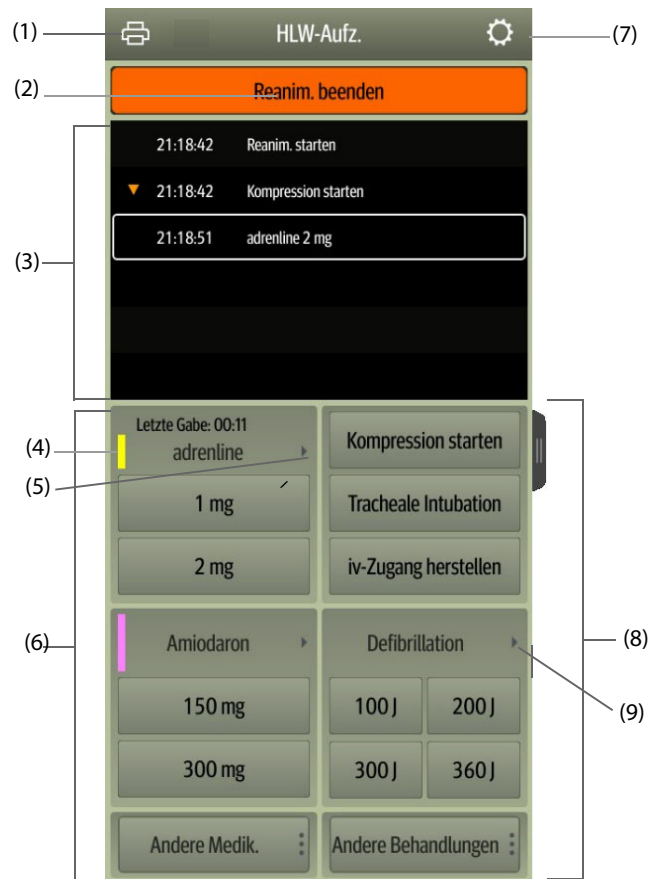 (1)
HLW-Aufz.
(7)
(2)
Reanim. beenden
21:18:42 Reanim. starten
21:18:42 Kompression starten
21:18:51 adrenline 2 mg
(3)
Letzte Gabe: 00:11
(4)
adrenline
(5)
1 mg
2 mg
Kompression starten
Tracheale Intubation
iv-Zugang herstellen
(6)
Amiodaron
150 mg
300 mg
Defibrillation
100 J 200 J
300 J 360 J
(8)
(9)
Andere Medik.
Andere Behandlungen